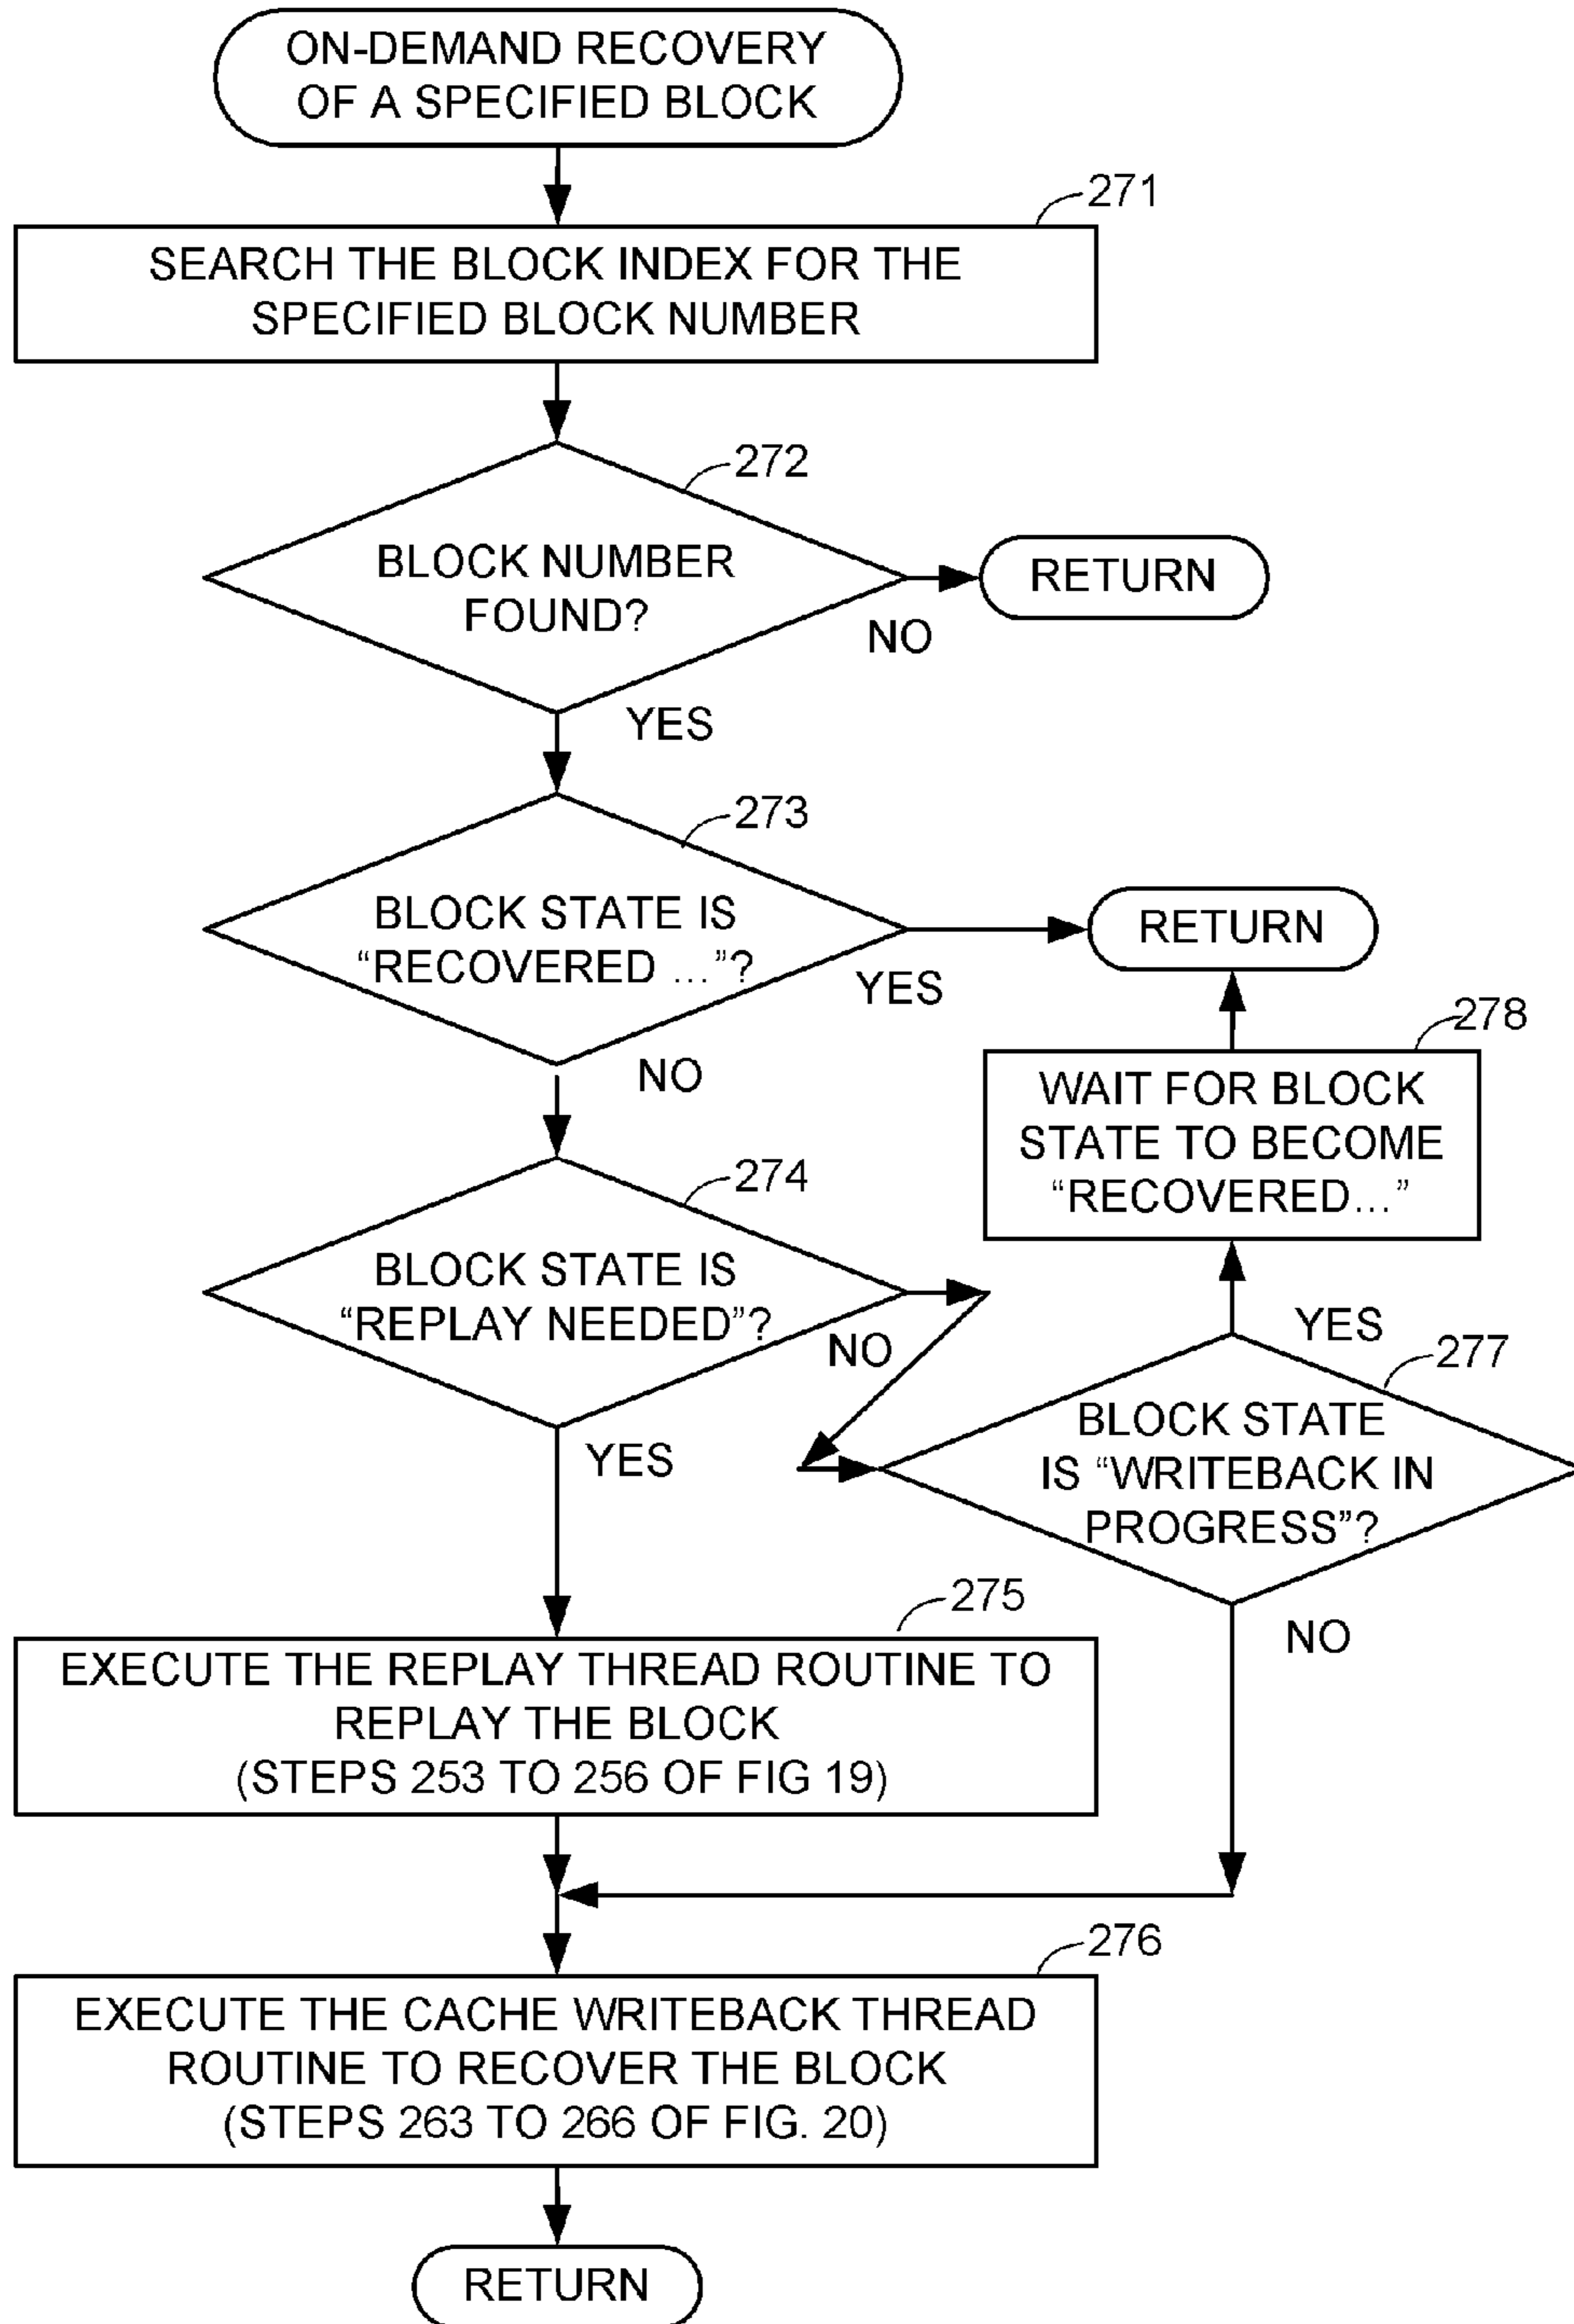 ON-DEMAND RECOVERY
OF A SPECIFIED BLOCK
271
SEARCH THE BLOCK INDEX FOR THE
SPECIFIED BLOCK NUMBER
272
BLOCK NUMBER
FOUND?
RETURN
NO
YES
273
BLOCK STATE IS
“RECOVERED ...”?
RETURN
YES
NO
278
WAIT FOR BLOCK
STATE TO BECOME
“RECOVERED...”
274
BLOCK STATE IS
“REPLAY NEEDED”?
NO
YES
YES
277
BLOCK STATE
IS “WRITEBACK IN
PROGRESS”?
NO
275
EXECUTE THE REPLAY THREAD ROUTINE TO
REPLAY THE BLOCK
(STEPS 253 TO 256 OF FIG 19)
276
EXECUTE THE CACHE WRITEBACK THREAD
ROUTINE TO RECOVER THE BLOCK
(STEPS 263 TO 266 OF FIG. 20)
RETURN